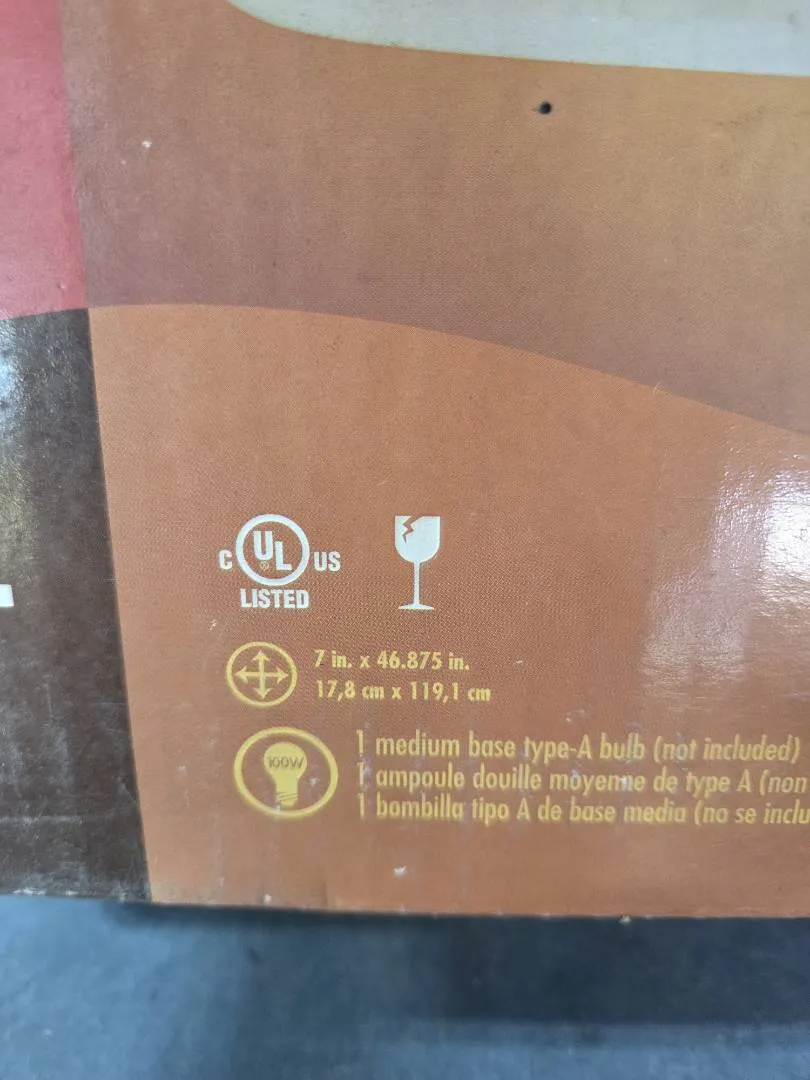 C UL® US
LISTED
7 in. x 46.875 in.
17,8 cm x 119,1 cm
100W
1 medium base type-A bulb (not included)
1 ampoule douille moyenne de type A (non
1 bombilla tipo A de base media (no se inclu